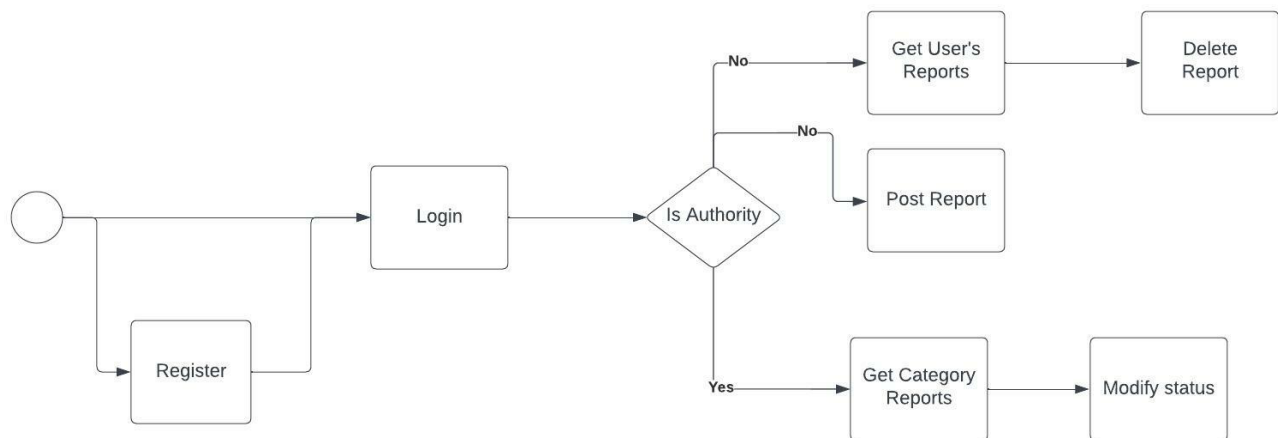 Get User's
Reports
Delete
Report
No
No
Login
Is Authority
Post Report
Register
Yes
Get Category
Reports
Modify status